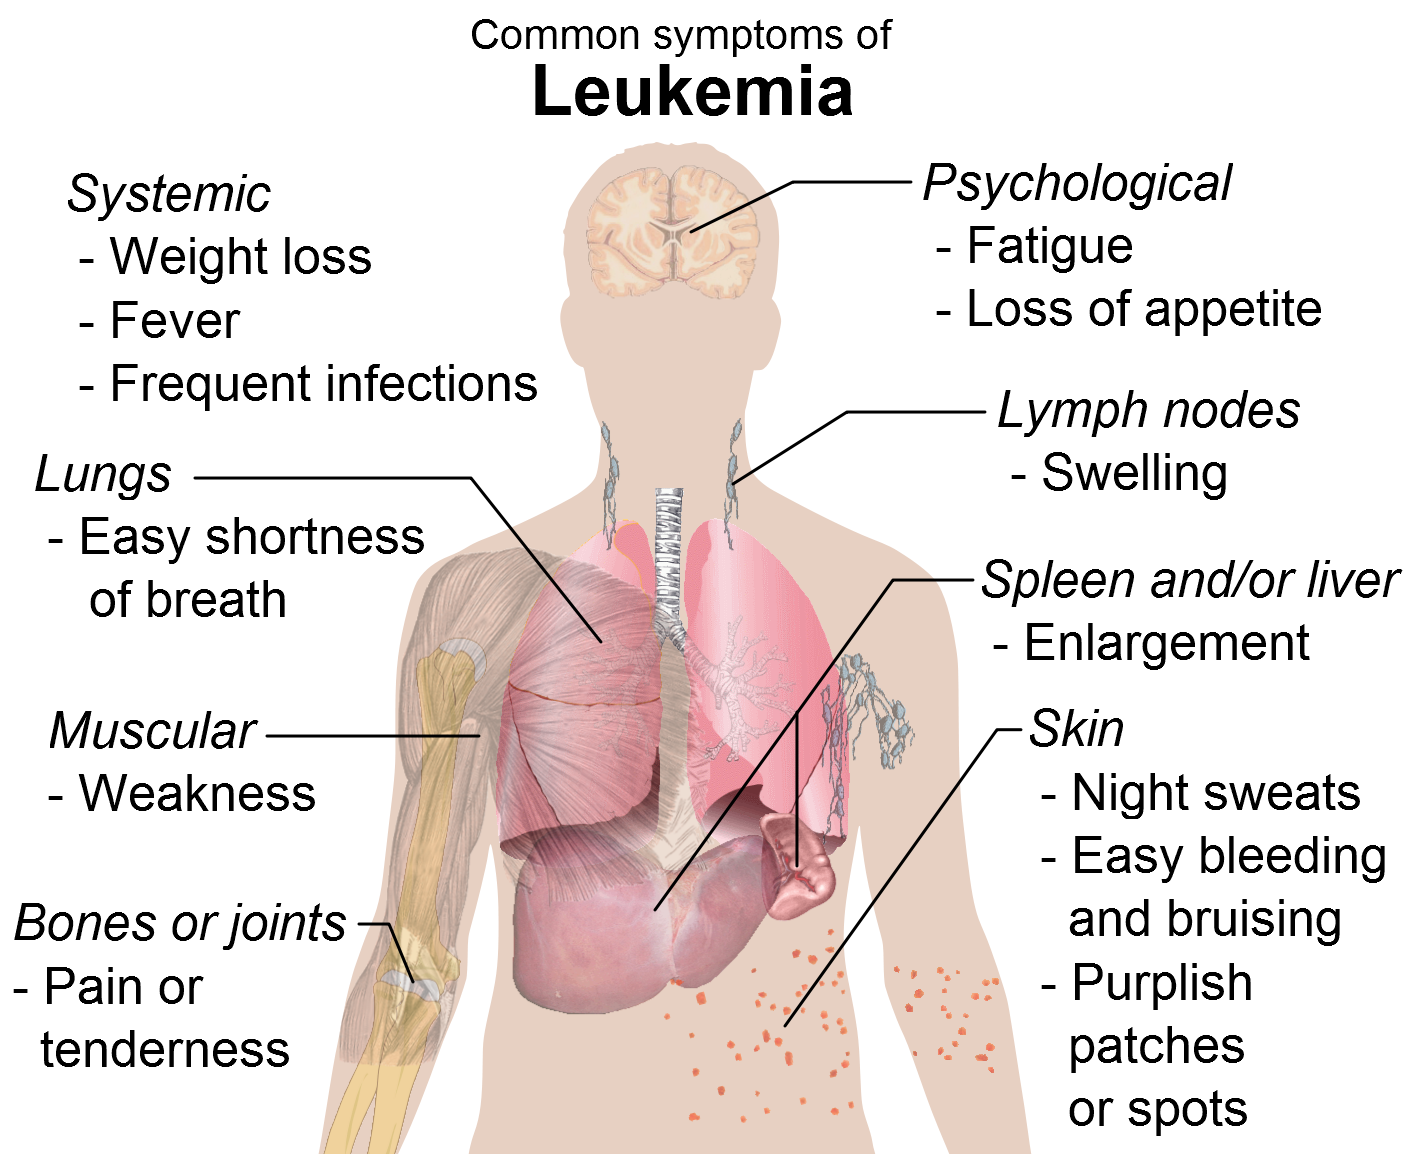 Common symptoms of
Leukemia
Systemic
- Weight loss
- Fever
- Frequent infections
Lungs
- Easy shortness
of breath
Muscular
- Weakness
Bones or joints
- Pain or
tenderness
Psychological
- Fatigue
- Loss of appetite
Lymph nodes
- Swelling
Spleen and/or liver
- Enlargement
Skin
- Night sweats
- Easy bleeding
and bruising
- Purplish
patches
or spots